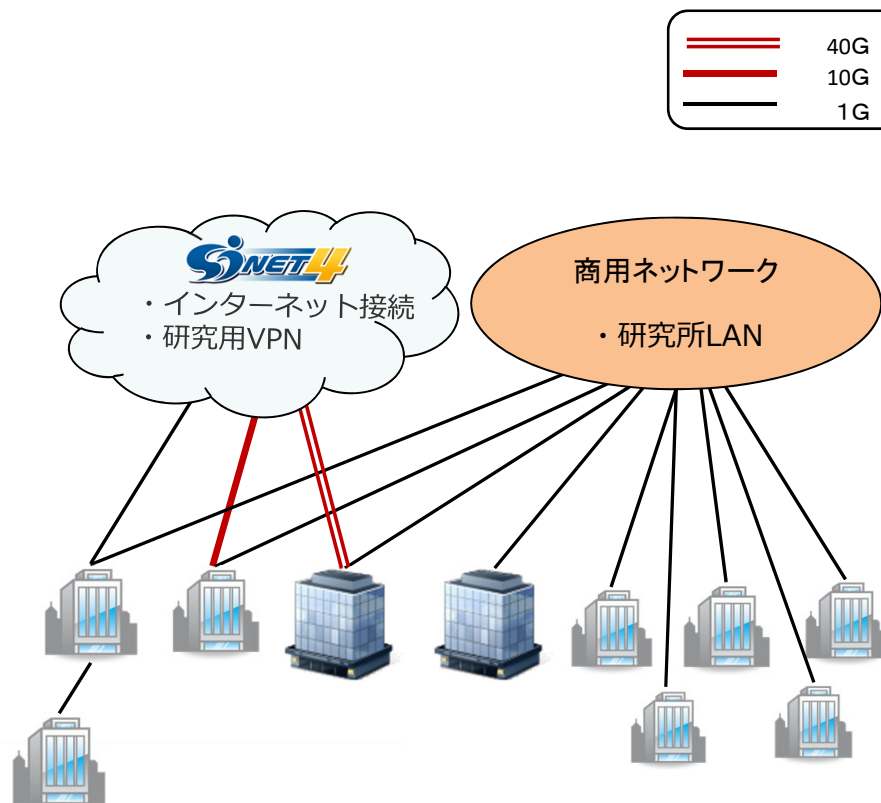 40G
10G
1G
SINET4
・インターネット接続
・研究用VPN
商用ネットワーク
・研究所LAN